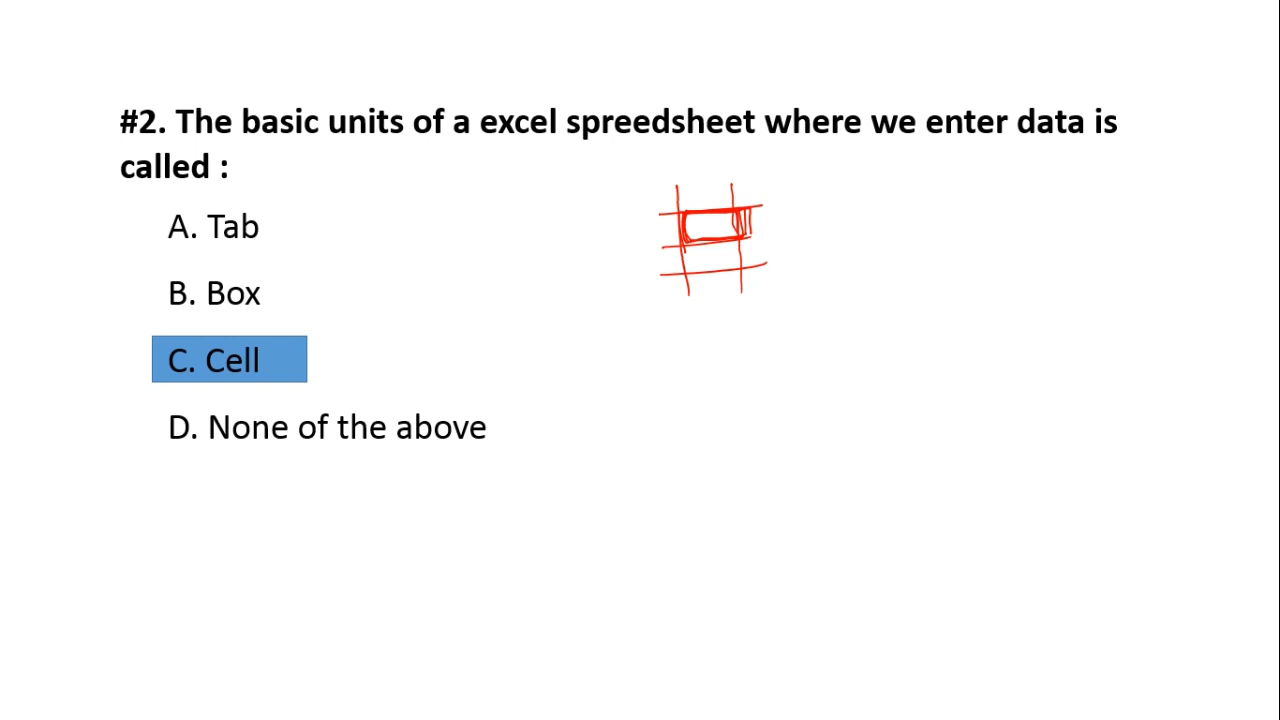 #2. The basic units of a excel spreedsheet where we enter data is
called :
A. Tab
B. Box
C. Cell
D. None of the above